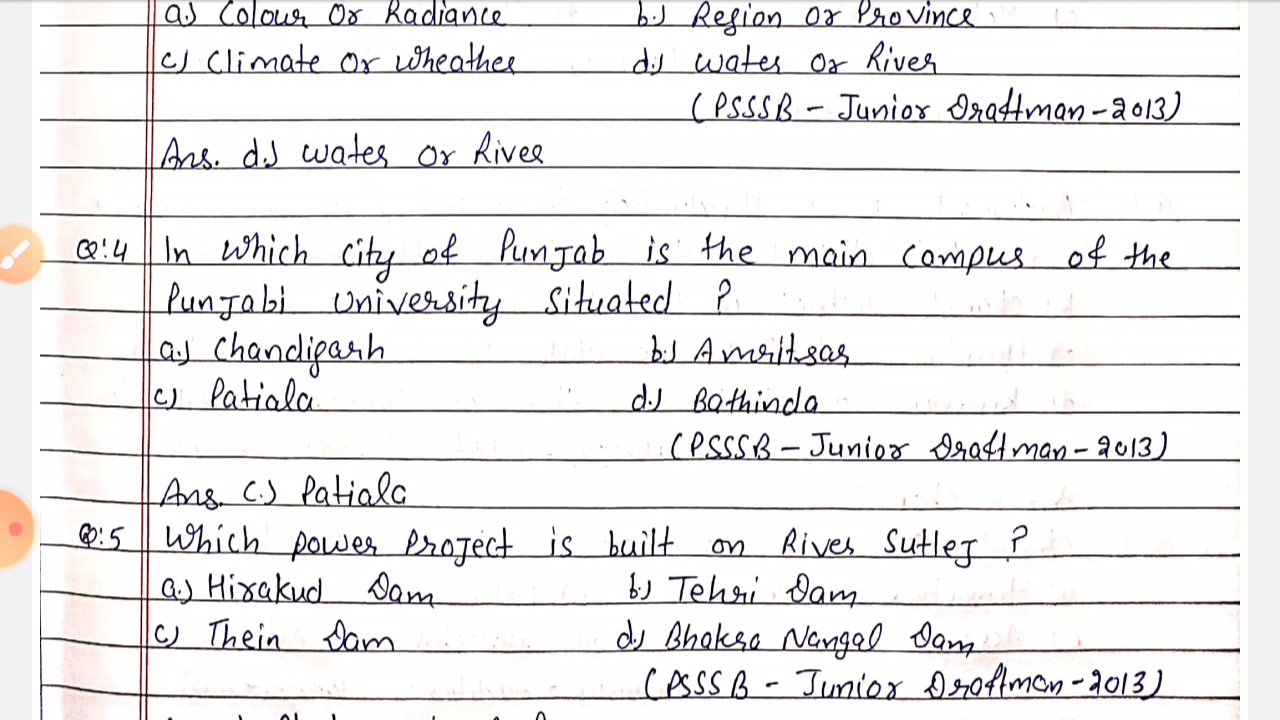 a.) Colour Or Radiance b.) Region or Province
c) Climate Or Wheather d.) Water or River
(PSSSB - Junior Draftman - 2013)
Ans. d.) Water Or River
Q:4 In which City of Punjab is the main Campus of the
Punjabi University Situated ?
a.) Chandigarh b.) Amritsar
c) Patiala d.) Bathinda
(PSSSB - Junior Draftman - 2013)
Ans. C.) Patiala
Q:5 Which power Project is built on River Sutlej ?
a.) Hirakud Dam b.) Tehri Dam
c) Thein Dam d.) Bhakra Nangal Dam
(PSSSB - Junior Draftman - 2013)